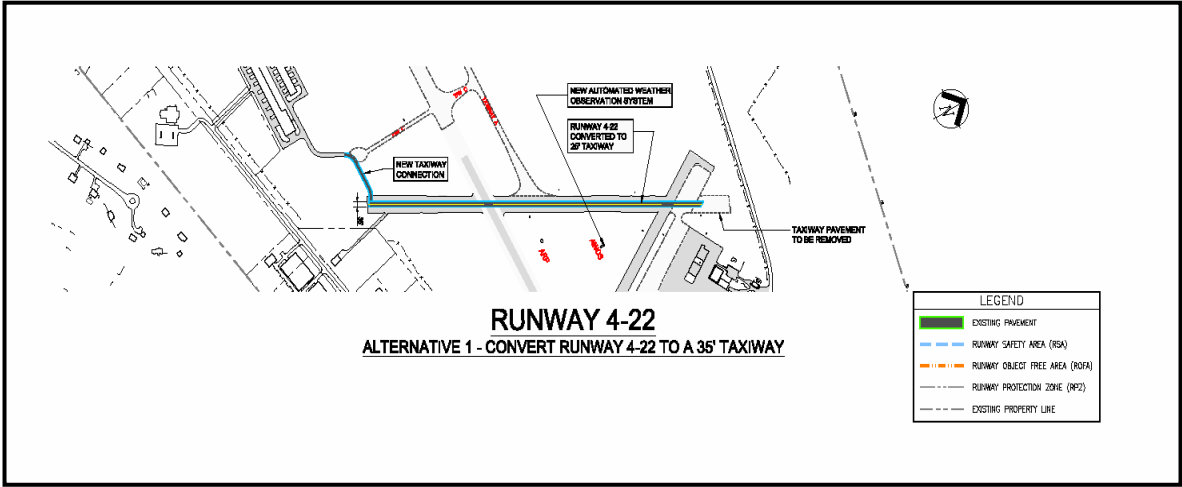 NEW AUTOMATED WEATHER
OBSERVATION SYSTEM
RUNWAY 4-22
CONVERTED TO
25' TAXIWAY
NEW TAXIWAY
CONNECTION
TAXIWAY PAVEMENT
TO BE REMOVED
N
RUNWAY 4-22
ALTERNATIVE 1 - CONVERT RUNWAY 4-22 TO A 35' TAXIWAY
LEGEND
EXISTING PAVEMENT
RUNWAY SAFETY AREA (RSA)
RUNWAY OBJECT FREE AREA (ROFA)
RUNWAY PROTECTION ZONE (RPZ)
EXISTING PROPERTY LINE